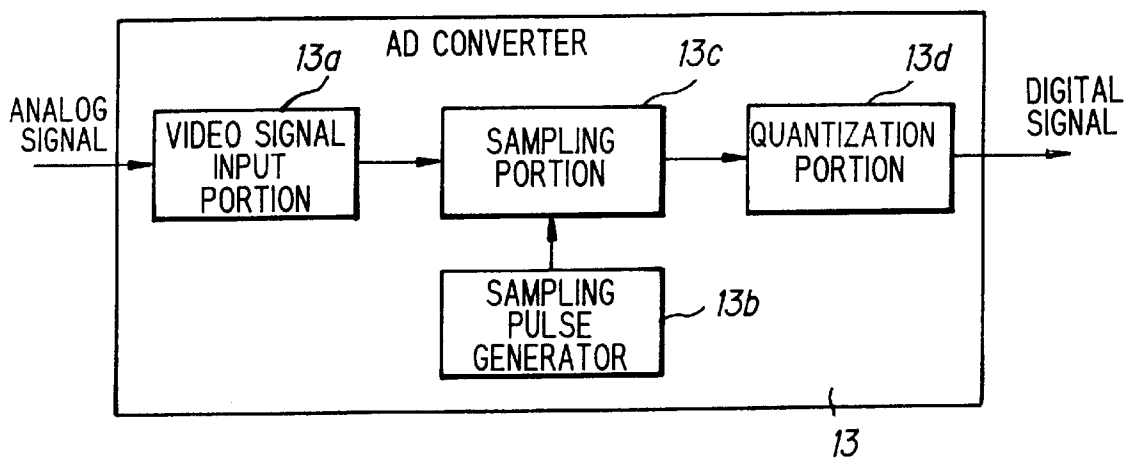 AD CONVERTER
13a
13c
13d
ANALOG
SIGNAL
VIDEO SIGNAL
INPUT
PORTION
SAMPLING
PORTION
QUANTIZATION
PORTION
DIGITAL
SIGNAL
SAMPLING
PULSE
GENERATOR
13b
13